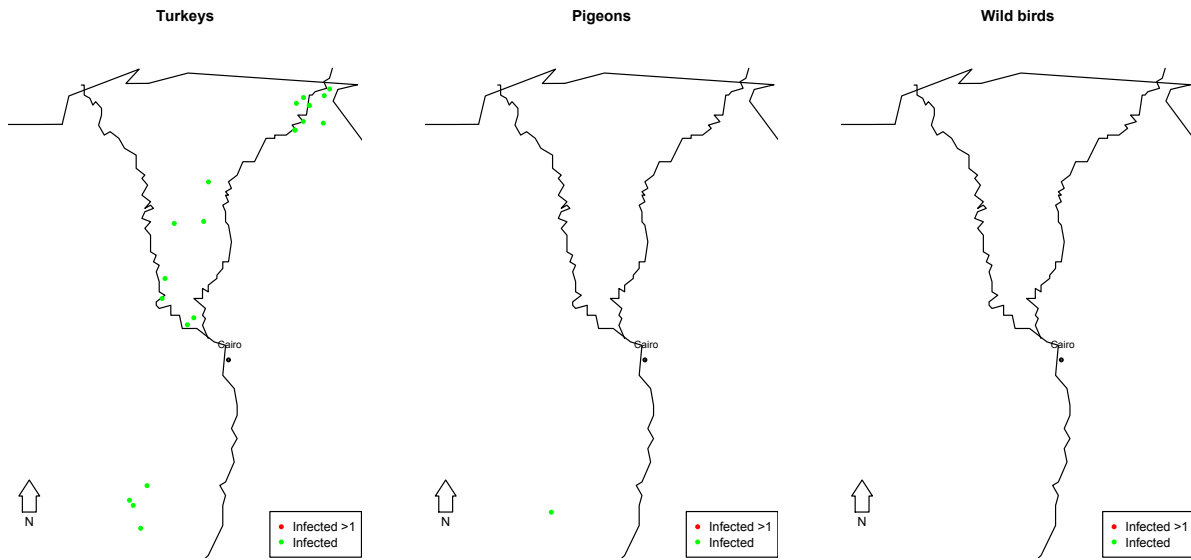 Turkeys
Cairo
N
Infected >1
Infected
Pigeons
Cairo
N
Infected >1
Infected
Wild birds
Cairo
N
Infected >1
Infected